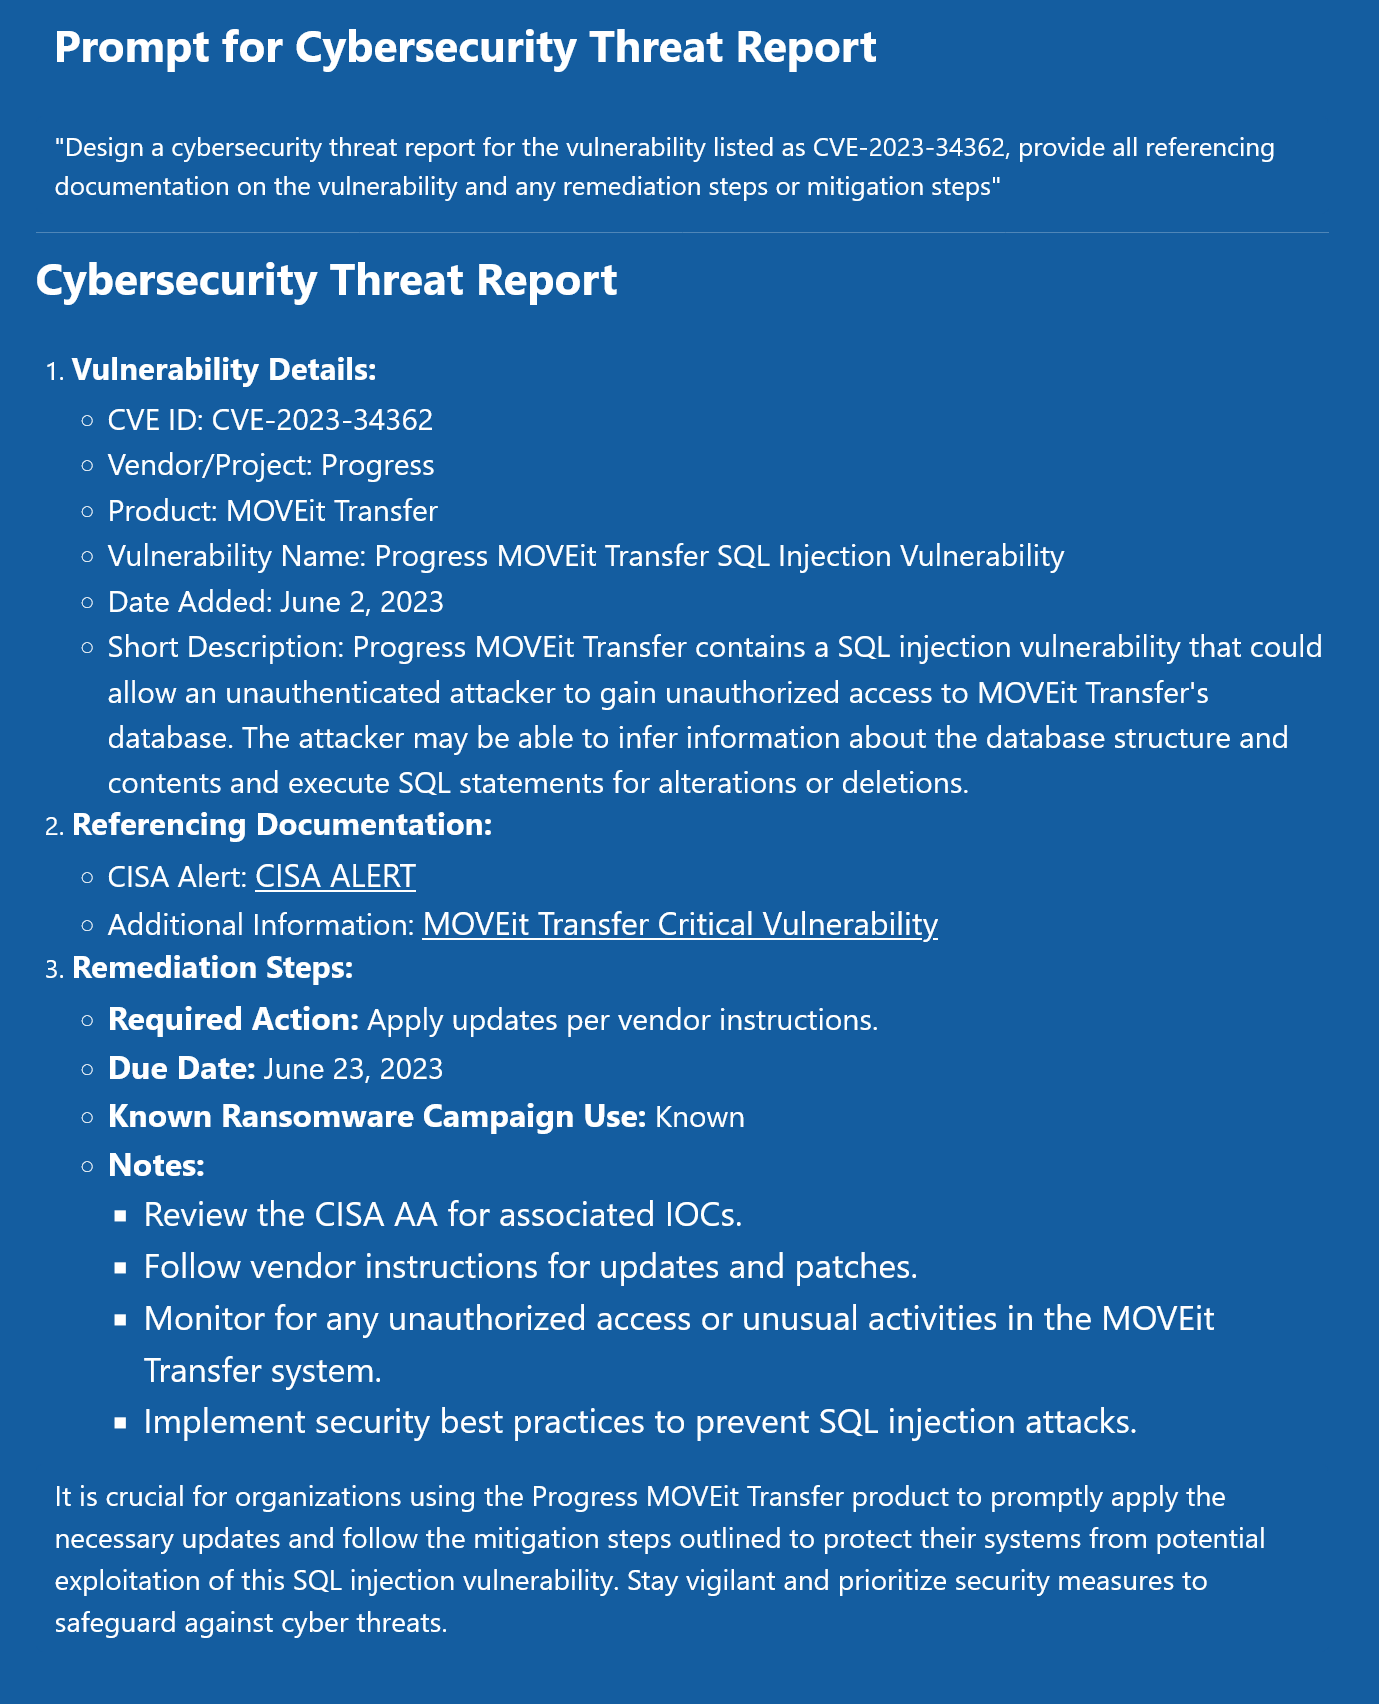 Prompt for Cybersecurity Threat Report
"Design a cybersecurity threat report for the vulnerability listed as CVE-2023-34362, provide all referencing
documentation on the vulnerability and any remediation steps or mitigation steps"
Cybersecurity Threat Report
1. Vulnerability Details:
○ CVE ID: CVE-2023-34362
○ Vendor/Project: Progress
○ Product: MOVEit Transfer
○ Vulnerability Name: Progress MOVEit Transfer SQL Injection Vulnerability
○ Date Added: June 2, 2023
○ Short Description: Progress MOVEit Transfer contains a SQL injection vulnerability that could
allow an unauthenticated attacker to gain unauthorized access to MOVEit Transfer's
database. The attacker may be able to infer information about the database structure and
contents and execute SQL statements for alterations or deletions.
2. Referencing Documentation:
○ CISA Alert: CISA ALERT
○ Additional Information: MOVEit Transfer Critical Vulnerability
3. Remediation Steps:
○ Required Action: Apply updates per vendor instructions.
○ Due Date: June 23, 2023
○ Known Ransomware Campaign Use: Known
○ Notes:
▪ Review the CISA AA for associated IOCs.
▪ Follow vendor instructions for updates and patches.
▪ Monitor for any unauthorized access or unusual activities in the MOVEit
Transfer system.
▪ Implement security best practices to prevent SQL injection attacks.
It is crucial for organizations using the Progress MOVEit Transfer product to promptly apply the
necessary updates and follow the mitigation steps outlined to protect their systems from potential
exploitation of this SQL injection vulnerability. Stay vigilant and prioritize security measures to
safeguard against cyber threats.